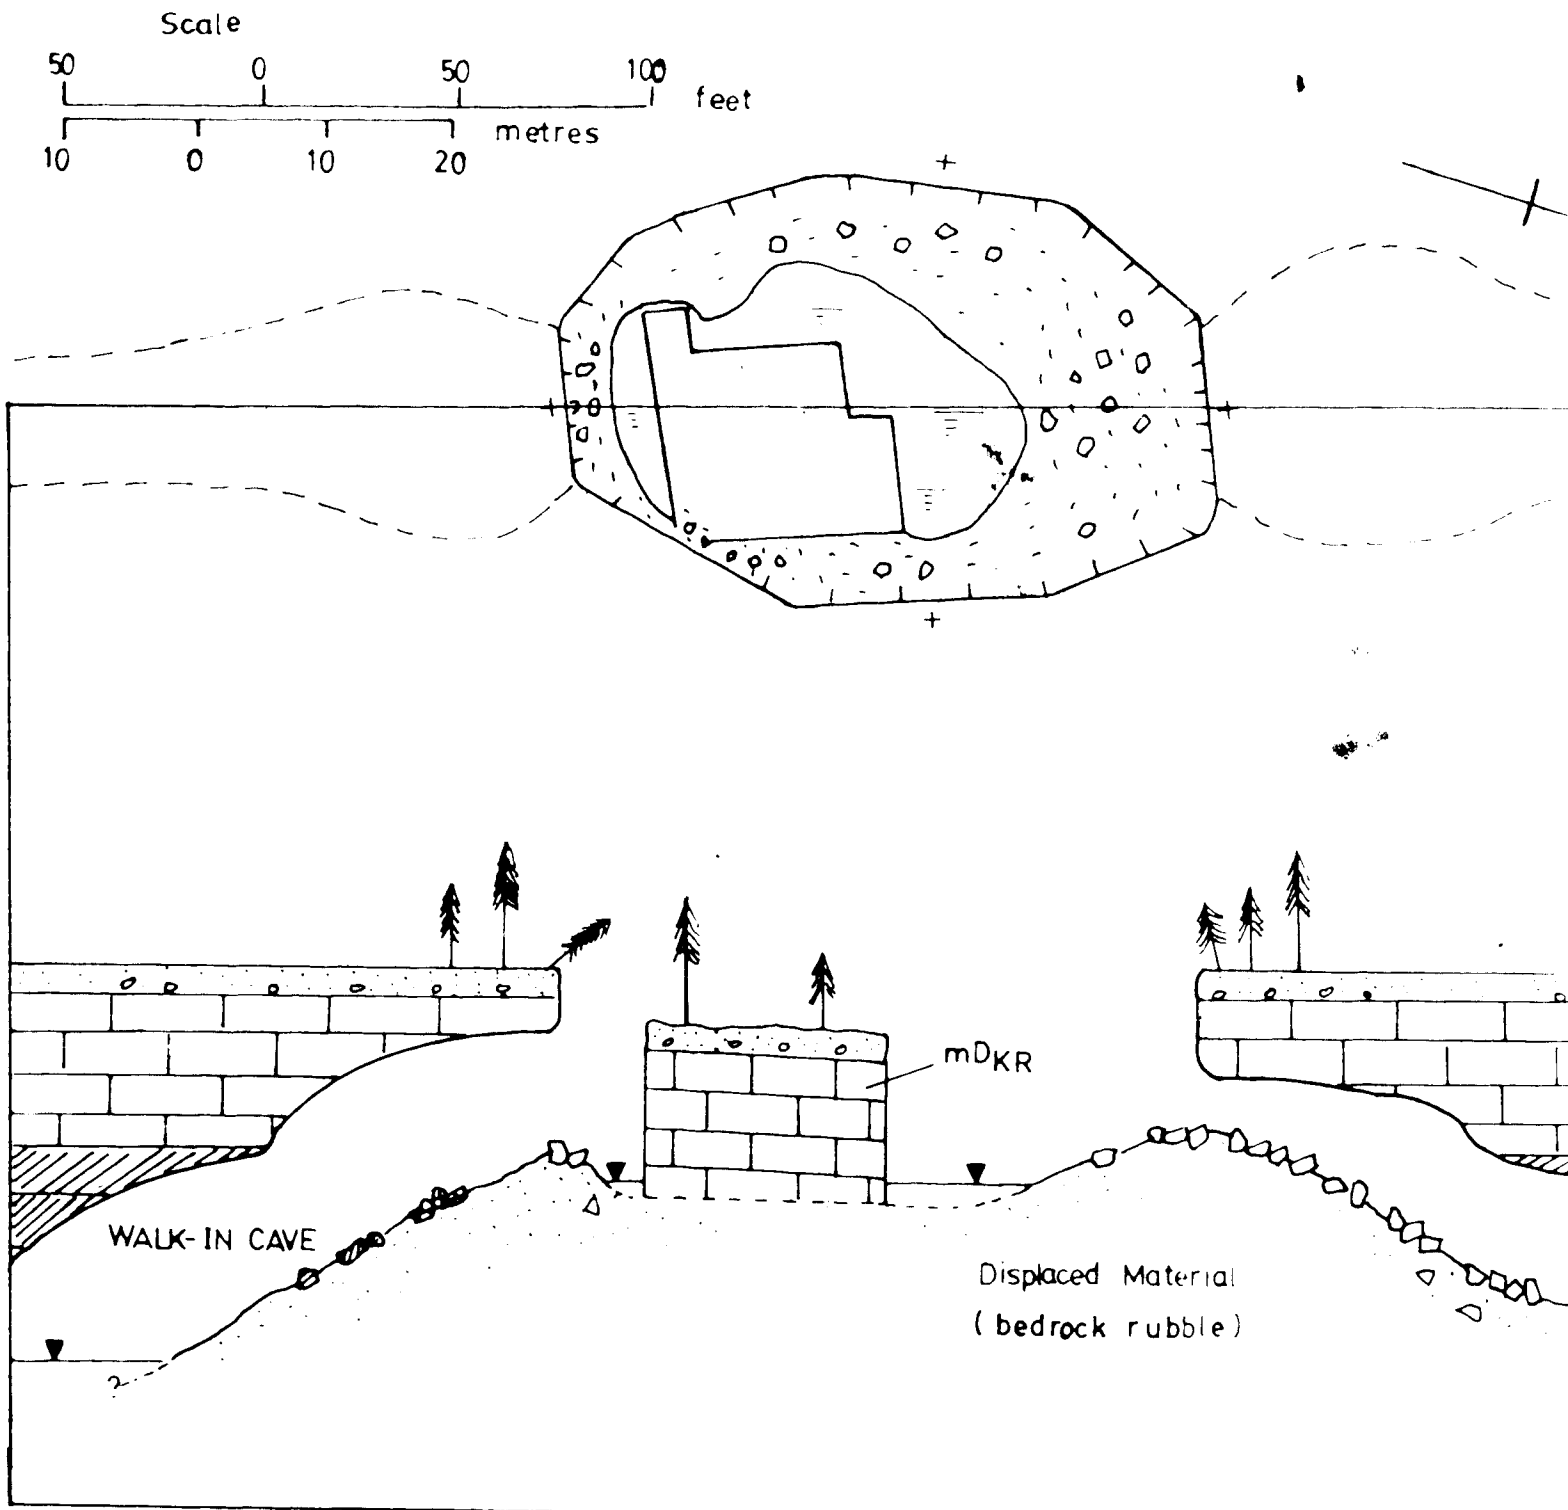 Scale
50 0 50 100 feet
10 0 10 20 metres
mDKR
WALK-IN CAVE
Displaced Material
(bedrock rubble)
?